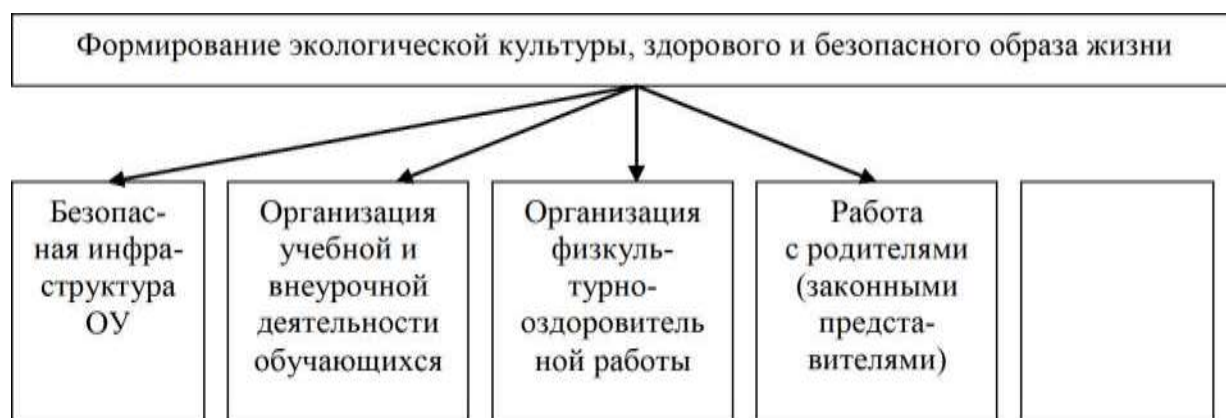 Формирование экологической культуры, здорового и безопасного образа жизни
Безопас-
ная инфра-
структура
ОУ
Организация
учебной и
внеурочной
деятельности
обучающихся
Организация
физкуль-
турно-
оздоровитель
ной работы
Работа
с родителями
(законными
предста-
вителями)